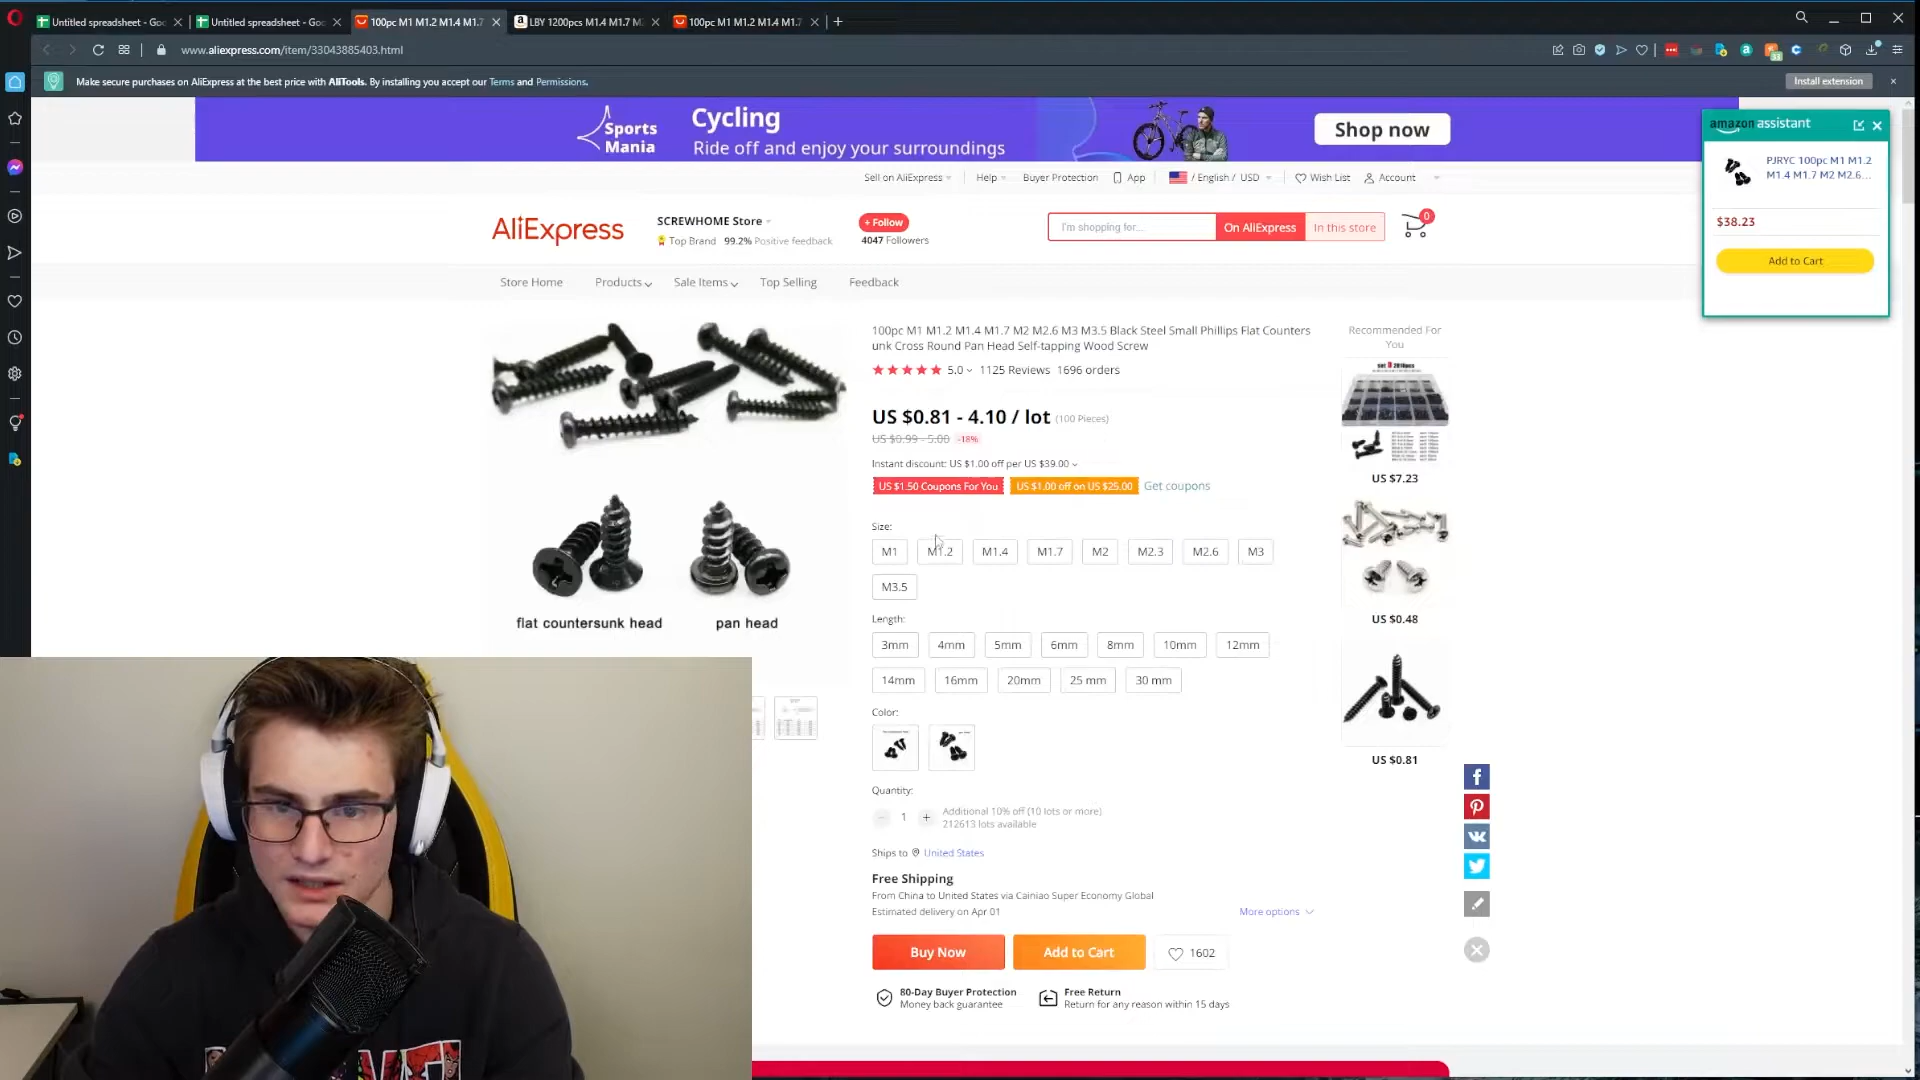 Untitled spreadsheet - Goo
Untitled spreadsheet - Goo
100pc M1 M1.2 M1.4 M1.7
LBY 1200pcs M1.4 M1.7 M
100pc M1 M1.2 M1.4 M1.7
www.aliexpress.com/item/33043885403.html
Make secure purchases on AliExpress at the best price with AliTools. By installing you accept our Terms and Permissions.
Install extension
Sports
Mania
Cycling
Ride off and enjoy your surroundings
Shop now
amazon assistant
PJRYC 100pc M1 M1.2
M1.4 M1.7 M2 M2.6...
$38.23
Add to Cart
Sell on AliExpress
Help
Buyer Protection
App
/ English / USD
Wish List
Account
AliExpress
SCREWHOME Store
Top Brand 99.2% Positive feedback
+ Follow
4047 Followers
I'm shopping for...
On AliExpress
In this store
0
Store Home
Products
Sale Items
Top Selling
Feedback
flat countersunk head
pan head
100pc M1 M1.2 M1.4 M1.7 M2 M2.6 M3 M3.5 Black Steel Small Phillips Flat Counters
unk Cross Round Pan Head Self-tapping Wood Screw
5.0 1125 Reviews 1696 orders
US $0.81 - 4.10 / lot (100 Pieces)
US $0.99 - 5.00 -18%
Instant discount: US $1.00 off per US $39.00
US $1.50 Coupons For You
US $1.00 off on US $25.00
Get coupons
Size:
M1 M1.2 M1.4 M1.7 M2 M2.3 M2.6 M3
M3.5
Length:
3mm 4mm 5mm 6mm 8mm 10mm 12mm
14mm 16mm 20mm 25 mm 30 mm
Color:
Quantity:
1
Additional 10% off (10 lots or more)
212613 lots available
Ships to United States
Free Shipping
From China to United States via Cainiao Super Economy Global
Estimated delivery on Apr 01
More options
Buy Now
Add to Cart
1602
80-Day Buyer Protection
Money back guarantee
Free Return
Return for any reason within 15 days
Recommended For
You
US $7.23
US $0.48
US $0.81